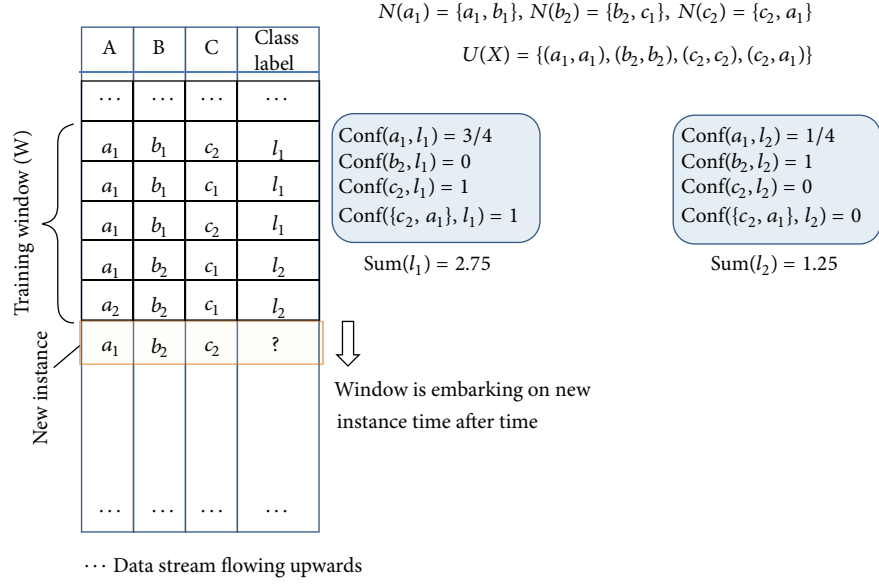 N(a₁) = {a₁, b₁}, N(b₂) = {b₂, c₁}, N(c₂) = {c₂, a₁}
U(X) = {(a₁, a₁), (b₂, b₂), (c₂, c₂), (c₂, a₁)}
A B C Class label
⋯ ⋯ ⋯ ⋯
a₁ b₁ c₂ l₁
a₁ b₁ c₁ l₁
a₁ b₁ c₂ l₁
a₁ b₂ c₁ l₂
a₂ b₂ c₁ l₂
a₁ b₂ c₂ ?
⋯ ⋯ ⋯ ⋯
Training window (W)
New instance
Conf(a₁, l₁) = 3/4
Conf(b₂, l₁) = 0
Conf(c₂, l₁) = 1
Conf({c₂, a₁}, l₁) = 1
Sum(l₁) = 2.75
Conf(a₁, l₂) = 1/4
Conf(b₂, l₂) = 1
Conf(c₂, l₂) = 0
Conf({c₂, a₁}, l₂) = 0
Sum(l₂) = 1.25
Window is embarking on new
instance time after time
⋯ Data stream flowing upwards